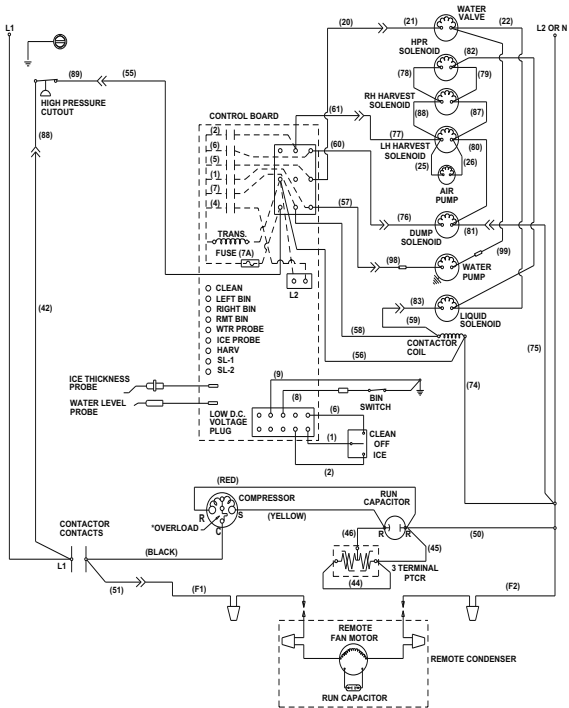 L1
(20)
(21)
WATER
VALVE
(22)
L2 OR N
HPR
SOLENOID
(82)
(89)
(55)
(78)
(79)
HIGH PRESSURE
CUTOUT
RH HARVEST
SOLENOID
CONTROL BOARD
(61)
(88)
(87)
(88)
(2)
(77)
LH HARVEST
SOLENOID
(80)
(6)
(60)
(5)
(25)
(26)
(1)
AIR
PUMP
(7)
(57)
(4)
(76)
(81)
DUMP
SOLENOID
TRANS.
(99)
FUSE (7A)
(98)
WATER
PUMP
L2
CLEAN
LEFT BIN
RIGHT BIN
RMT BIN
WTR PROBE
ICE PROBE
HARV
SL-1
SL-2
(83)
(59)
LIQUID
SOLENOID
(42)
(58)
CONTACTOR
COIL
(75)
(56)
(74)
(9)
ICE THICKNESS
PROBE
(8)
BIN
SWITCH
WATER LEVEL
PROBE
LOW D.C.
VOLTAGE
PLUG
(6)
CLEAN
OFF
ICE
(1)
(2)
(RED)
COMPRESSOR
RUN
CAPACITOR
R
S
(YELLOW)
*OVERLOAD
C
R
R
(50)
CONTACTOR
CONTACTS
(46)
(45)
(BLACK)
L1
3 TERMINAL
PTCR
(44)
(51)
(F1)
(F2)
REMOTE
FAN MOTOR
REMOTE CONDENSER
RUN CAPACITOR